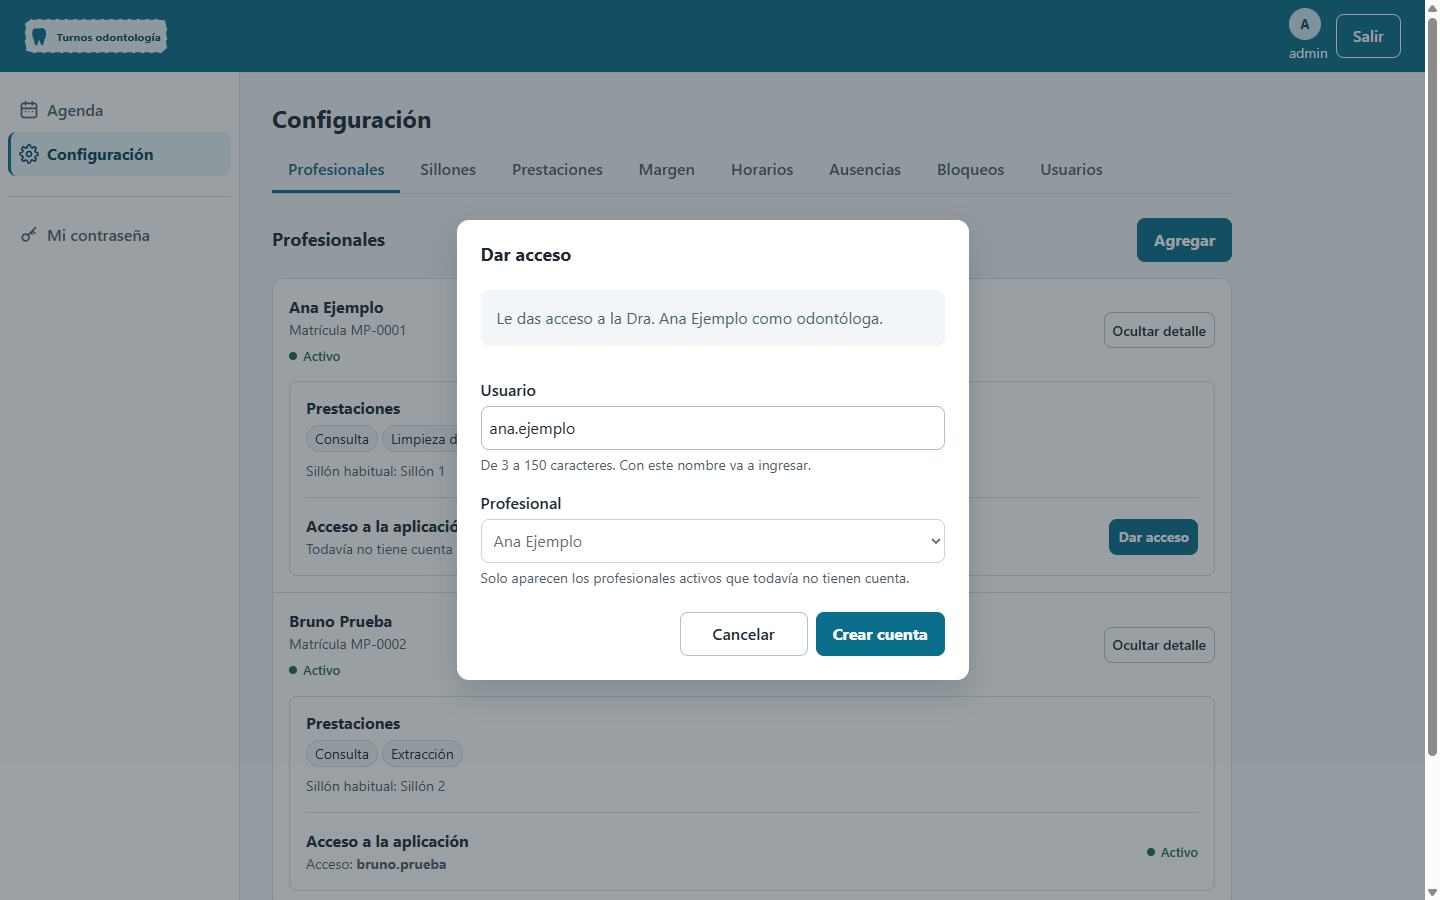 Turnos odontología
A
admin
Salir
Agenda
Configuración
Mi contraseña
Configuración
Profesionales
Sillones
Prestaciones
Margen
Horarios
Ausencias
Bloqueos
Usuarios
Profesionales
Agregar
Ana Ejemplo
Matrícula MP-0001
Activo
Ocultar detalle
Prestaciones
Consulta
Limpieza
Sillón habitual: Sillón 1
Acceso a la
Todavía no tiene cuenta
Dar acceso
Dar acceso
Le das acceso a la Dra. Ana Ejemplo como odontóloga.
Usuario
ana.ejemplo
De 3 a 150 caracteres. Con este nombre va a ingresar.
Profesional
Ana Ejemplo
Solo aparecen los profesionales activos que todavía no tienen cuenta.
Cancelar
Crear cuenta
Bruno Prueba
Matrícula MP-0002
Activo
Ocultar detalle
Prestaciones
Consulta
Extracción
Sillón habitual: Sillón 2
Acceso a la aplicación
Acceso: bruno.prueba
Activo